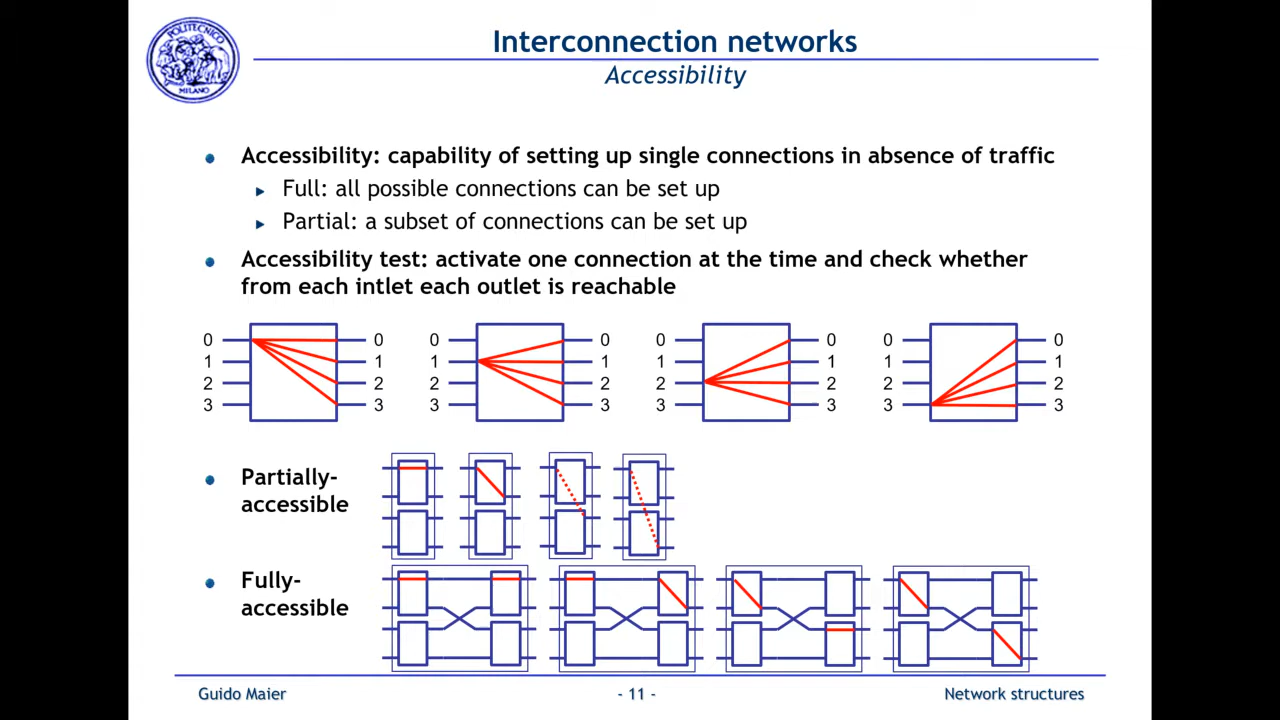 POLITECNICO
MILANO
Interconnection networks
Accessibility
Accessibility: capability of setting up single connections in absence of traffic
Full: all possible connections can be set up
Partial: a subset of connections can be set up
Accessibility test: activate one connection at the time and check whether
from each intlet each outlet is reachable
0 0 0 0 0 0 0 0
1 1 1 1 1 1 1 1
2 2 2 2 2 2 2 2
3 3 3 3 3 3 3 3
Partially-
accessible
Fully-
accessible
Guido Maier - 11 - Network structures